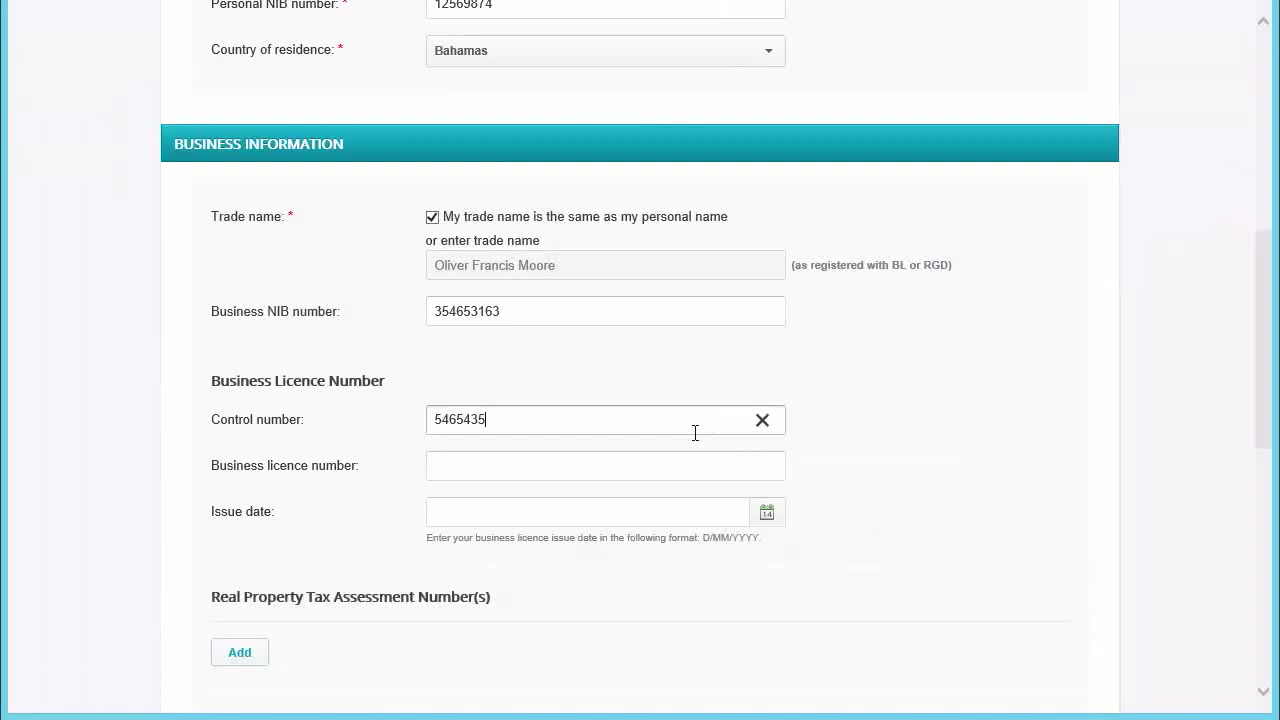 Personal NIB number: *
12569874
Country of residence: *
Bahamas
BUSINESS INFORMATION
Trade name: *
My trade name is the same as my personal name
or enter trade name
Oliver Francis Moore
(as registered with BL or RGD)
Business NIB number:
354653163
Business Licence Number
Control number:
5465435
Business licence number:
Issue date:
14
Enter your business licence issue date in the following format: D/MM/YYYY.
Real Property Tax Assessment Number(s)
Add